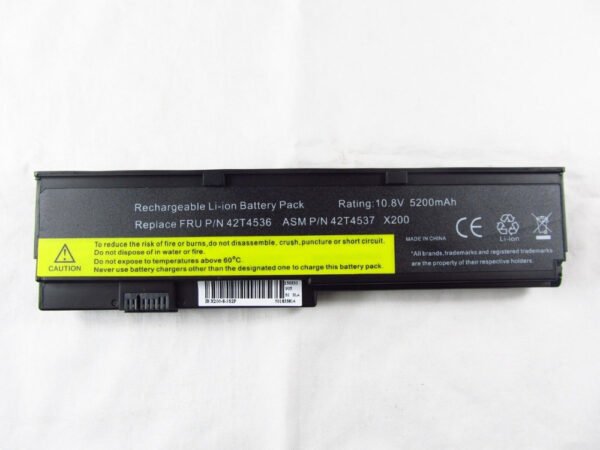 Rechargeable Li-ion Battery Pack Rating:10.8V 5200mAh
Replace FRU P/N 42T4536 ASM P/N 42T4537 X200
MADE IN CHINA CE Li-ion
CAUTION
To reduce the risk of fire or burns,do not disassemble, crush, puncture or short circuit.
Do not dispose of water or fire
Do not expose of temperatures above 60°C
Never use battery charger other than the designated one to charge this battery pack
*All brands, trademarks and registered
trademarks are property of their respective holders.